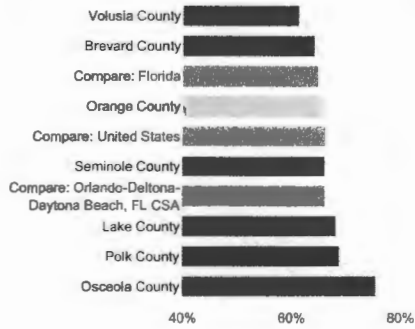 Volusia County
Brevard County
Compare: Florida
Orange County
Compare: United States
Seminole County
Compare: Orlando-Deltona-
Daytona Beach, FL CSA
Lake County
Polk County
Osceola County
40% 60% 80%